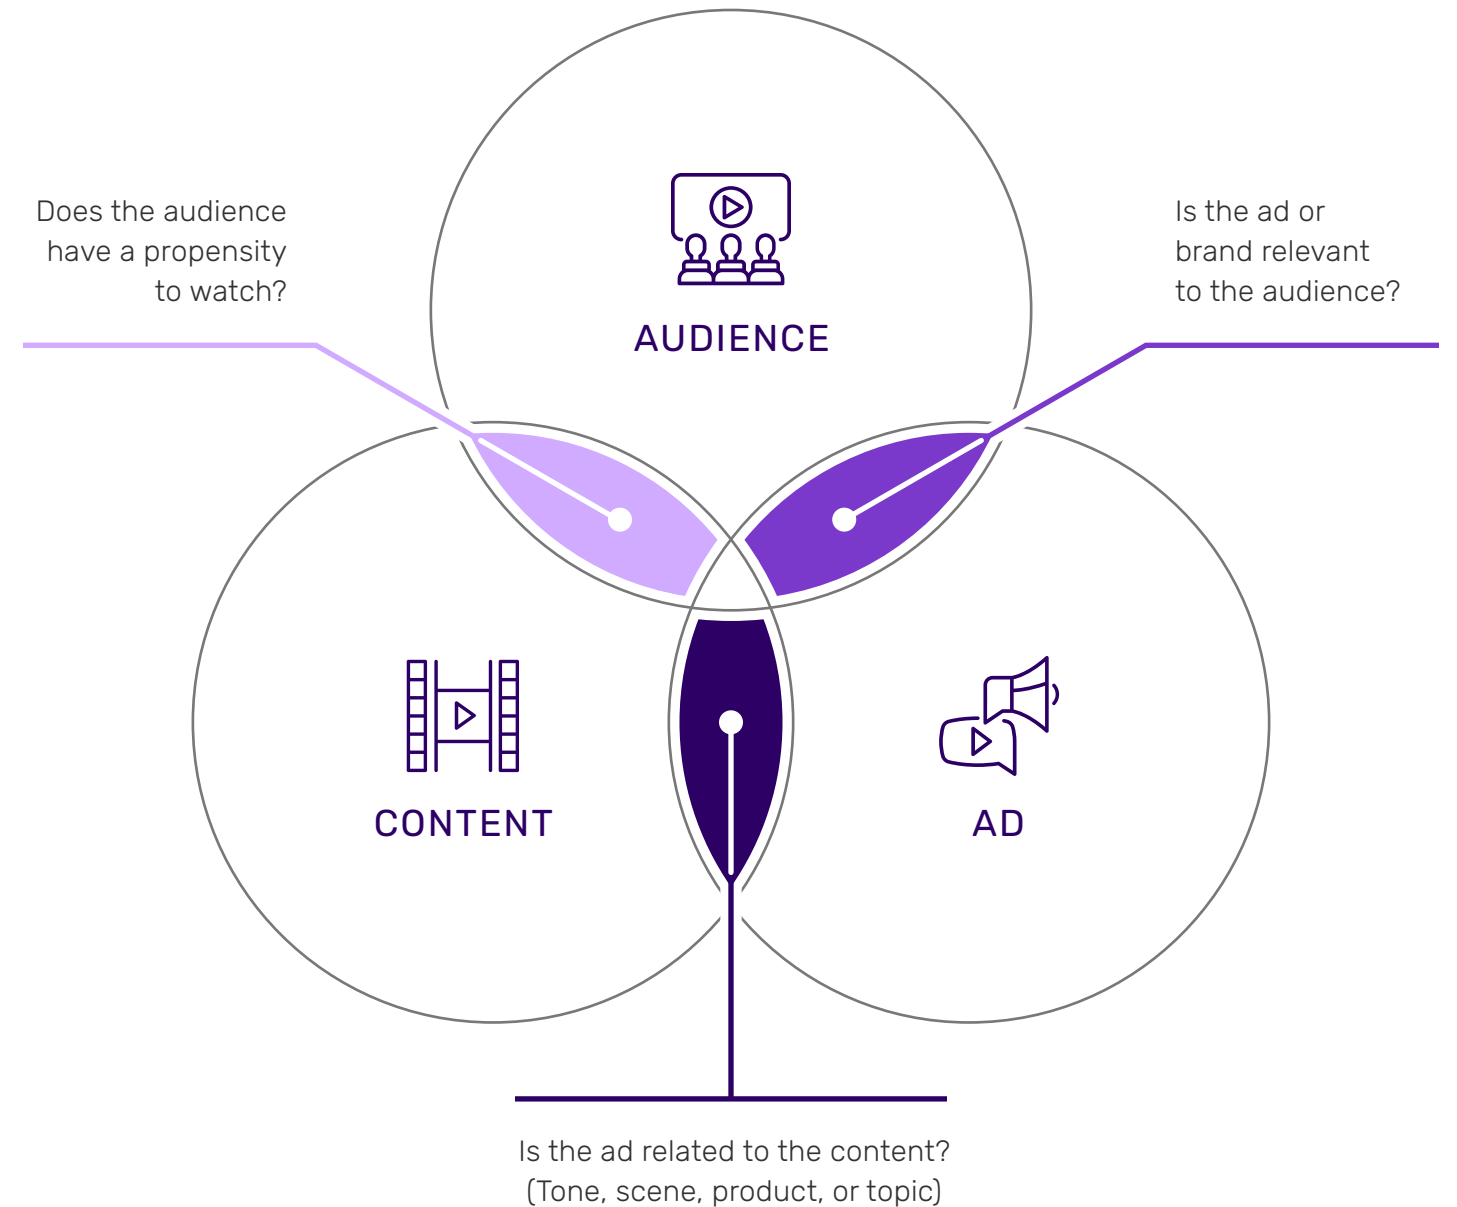 Does the audience
have a propensity
to watch?
Is the ad or
brand relevant
to the audience?
AUDIENCE
CONTENT
AD
Is the ad related to the content?
(Tone, scene, product, or topic)